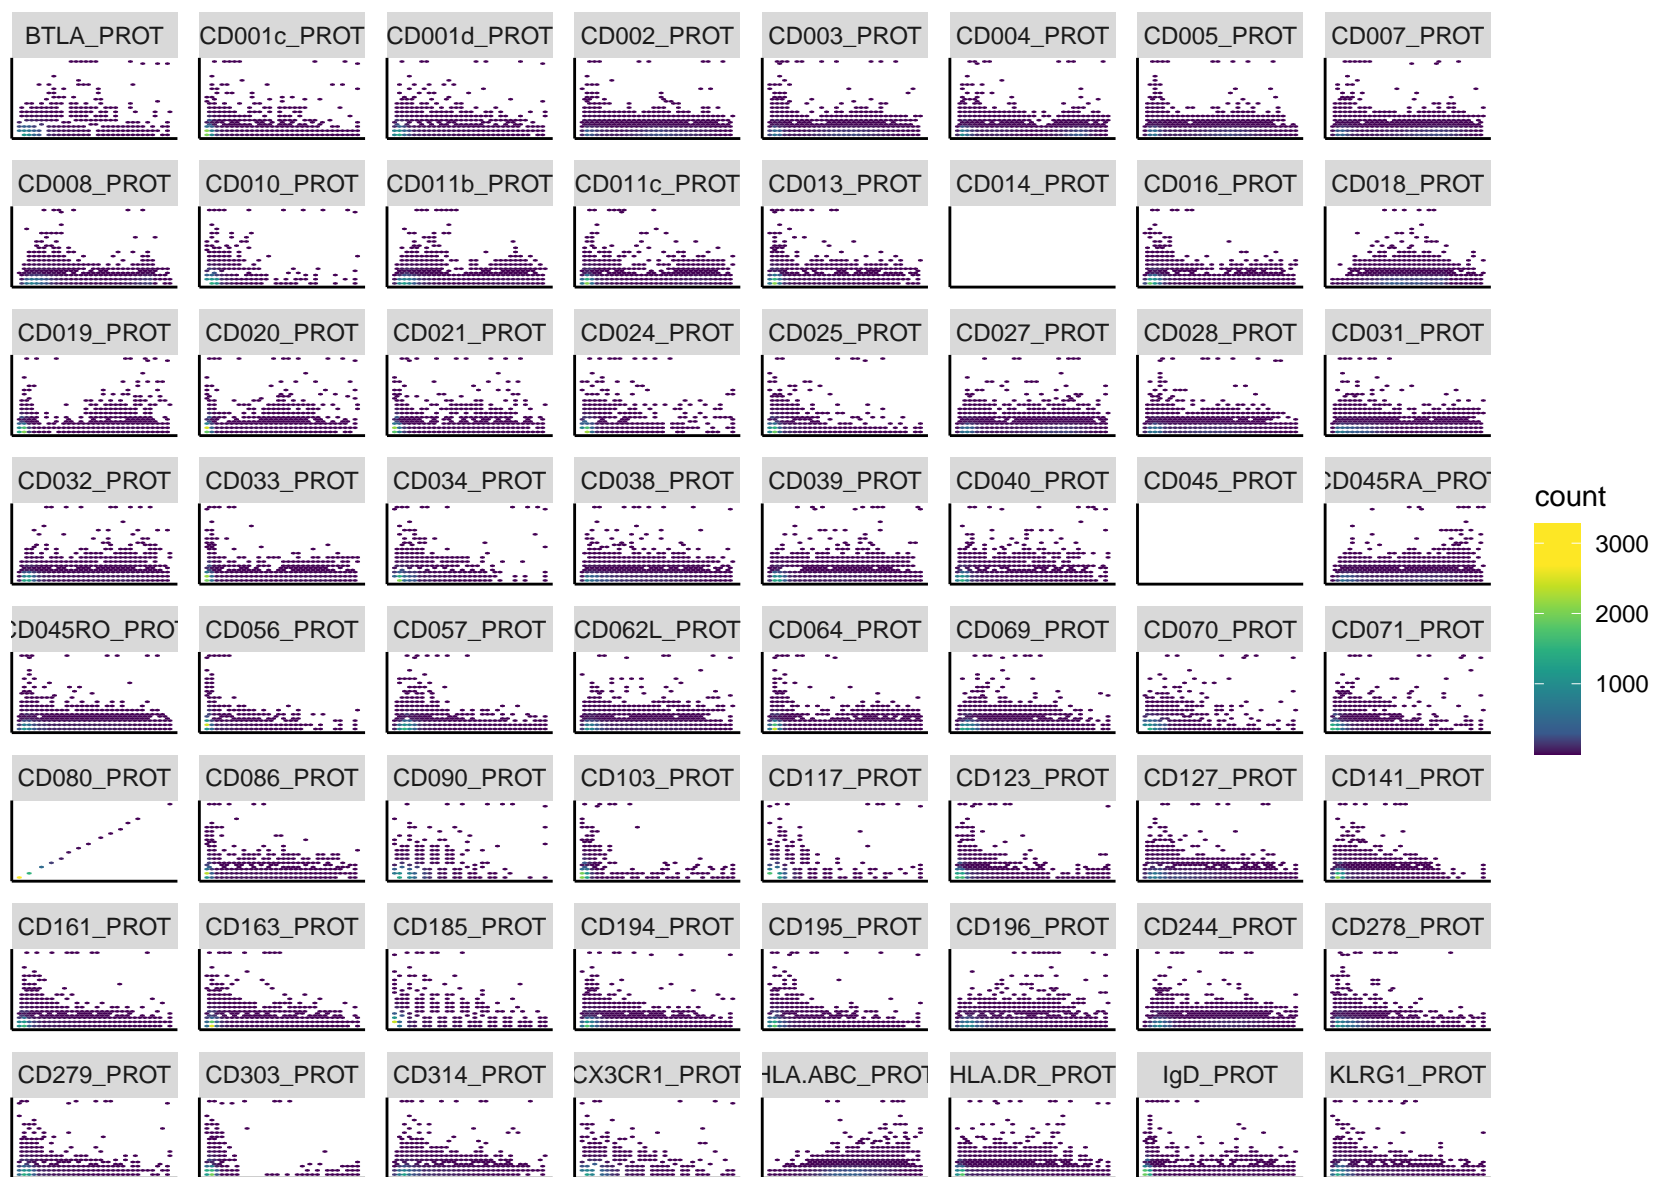 BTLA_PROT CD001c_PROT CD001d_PROT CD002_PROT CD003_PROT CD004_PROT CD005_PROT CD007_PROT
CD008_PROT CD010_PROT CD011b_PROT CD011c_PROT CD013_PROT CD014_PROT CD016_PROT CD018_PROT
CD019_PROT CD020_PROT CD021_PROT CD024_PROT CD025_PROT CD027_PROT CD028_PROT CD031_PROT
CD032_PROT CD033_PROT CD034_PROT CD038_PROT CD039_PROT CD040_PROT CD045_PROT CD045RA_PROT
count
3000
2000
1000
CD045RO_PROT CD056_PROT CD057_PROT CD062L_PROT CD064_PROT CD069_PROT CD070_PROT CD071_PROT
CD080_PROT CD086_PROT CD090_PROT CD103_PROT CD117_PROT CD123_PROT CD127_PROT CD141_PROT
CD161_PROT CD163_PROT CD185_PROT CD194_PROT CD195_PROT CD196_PROT CD244_PROT CD278_PROT
CD279_PROT CD303_PROT CD314_PROT CX3CR1_PROT HLA.ABC_PROT HLA.DR_PROT IgD_PROT KLRG1_PROT